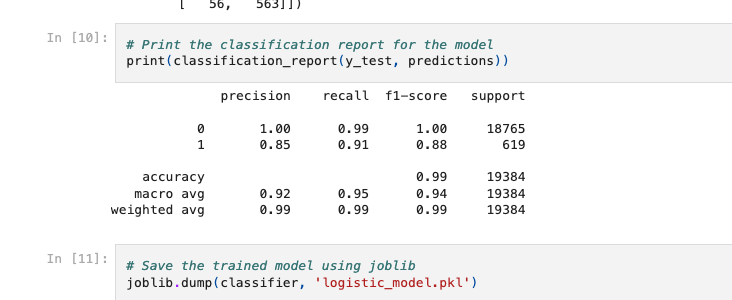 [   56,   563]])
In [10]:
# Print the classification report for the model
print(classification_report(y_test, predictions))
precision    recall  f1-score   support
0       1.00      0.99      1.00     18765
1       0.85      0.91      0.88       619
accuracy                           0.99     19384
macro avg       0.92      0.95      0.94     19384
weighted avg       0.99      0.99      0.99     19384
In [11]:
# Save the trained model using joblib
joblib.dump(classifier, 'logistic_model.pkl')